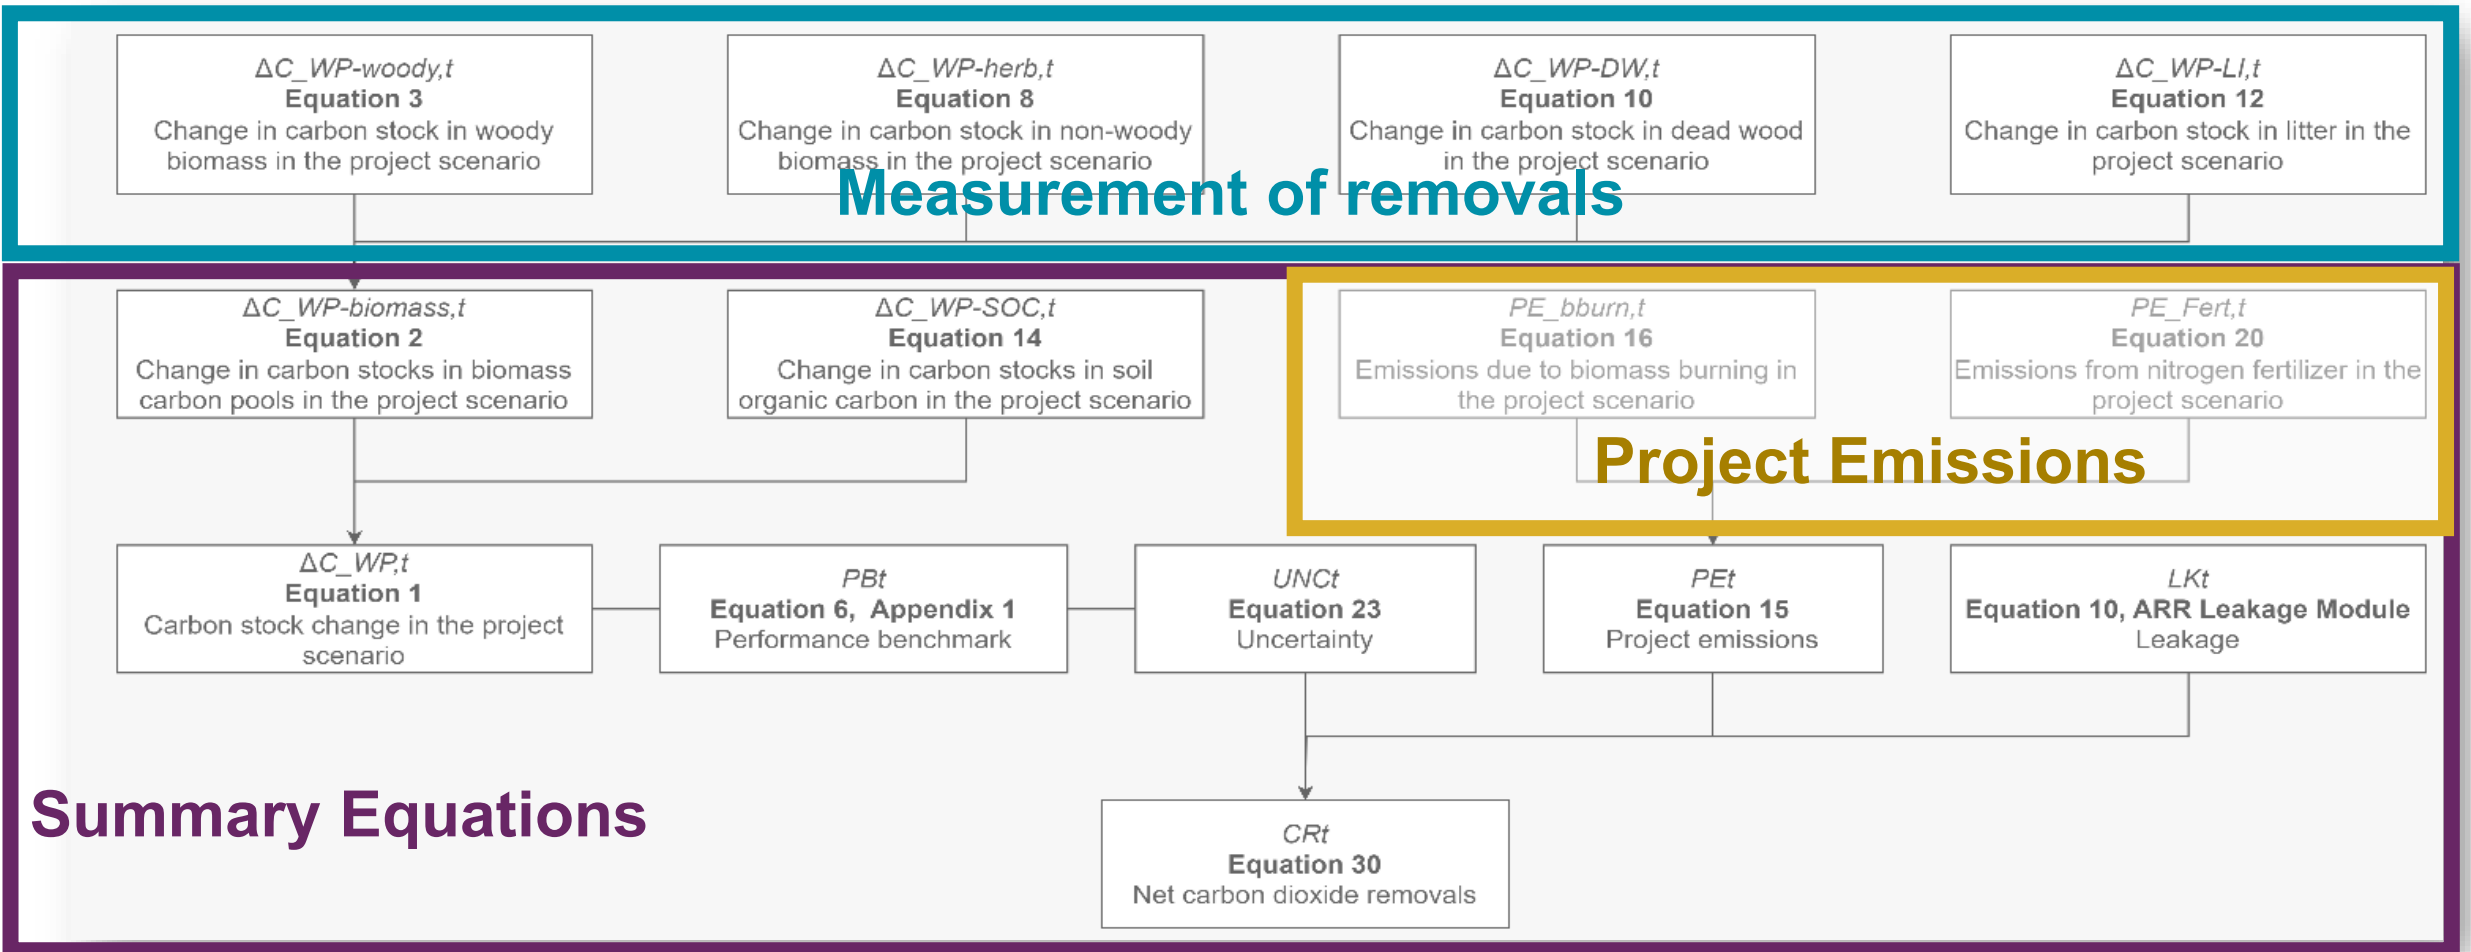 ΔC_WP-woody,t
Equation 3
Change in carbon stock in woody
biomass in the project scenario
ΔC_WP-herb,t
Equation 8
Change in carbon stock in non-woody
biomass in the project scenario
ΔC_WP-DW,t
Equation 10
Change in carbon stock in dead wood
in the project scenario
ΔC_WP-LI,t
Equation 12
Change in carbon stock in litter in the
project scenario
Measurement of removals
ΔC_WP-biomass,t
Equation 2
Change in carbon stocks in biomass
carbon pools in the project scenario
ΔC_WP-SOC,t
Equation 14
Change in carbon stocks in soil
organic carbon in the project scenario
PE_bburn,t
Equation 16
Emissions due to biomass burning in
the project scenario
PE_Fert,t
Equation 20
Emissions from nitrogen fertilizer in the
project scenario
Project Emissions
ΔC_WP,t
Equation 1
Carbon stock change in the project
scenario
PBt
Equation 6, Appendix 1
Performance benchmark
UNCt
Equation 23
Uncertainty
PEt
Equation 15
Project emissions
LKt
Equation 10, ARR Leakage Module
Leakage
Summary Equations
CRt
Equation 30
Net carbon dioxide removals